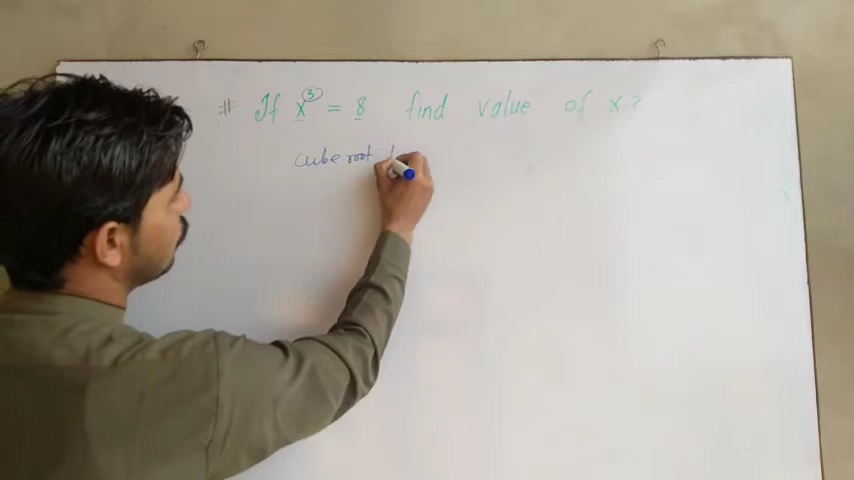 # If x³ = 8 find value of x?
cube root